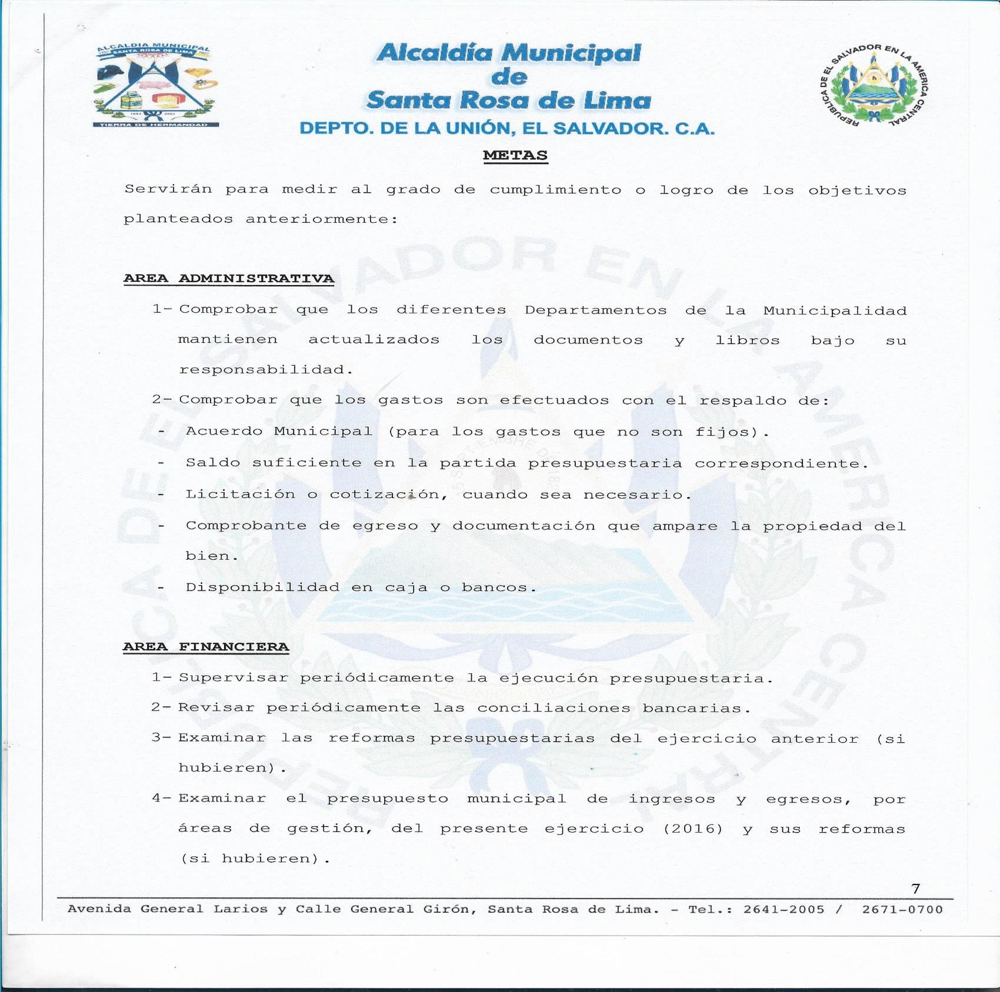 ALCALDIA MUNICIPAL
SANTA ROSA DE LIMA
TIERRA DE HERMANDAD
Alcaldía Municipal
de
Santa Rosa de Lima
DEPTO. DE LA UNIÓN, EL SALVADOR. C.A.
REPUBLICA DE EL SALVADOR EN LA AMERICA CENTRAL
METAS
Servirán para medir al grado de cumplimiento o logro de los objetivos
planteados anteriormente:
AREA ADMINISTRATIVA
1- Comprobar que los diferentes Departamentos de la Municipalidad
mantienen actualizados los documentos y libros bajo su
responsabilidad.
2- Comprobar que los gastos son efectuados con el respaldo de:
- Acuerdo Municipal (para los gastos que no son fijos).
- Saldo suficiente en la partida presupuestaria correspondiente.
- Licitación o cotización, cuando sea necesario.
- Comprobante de egreso y documentación que ampare la propiedad del
bien.
- Disponibilidad en caja o bancos.
AREA FINANCIERA
1- Supervisar periódicamente la ejecución presupuestaria.
2- Revisar periódicamente las conciliaciones bancarias.
3- Examinar las reformas presupuestarias del ejercicio anterior (si
hubieren).
4- Examinar el presupuesto municipal de ingresos y egresos, por
áreas de gestión, del presente ejercicio (2016) y sus reformas
(si hubieren).
7
Avenida General Larios y Calle General Girón, Santa Rosa de Lima. - Tel.: 2641-2005 / 2671-0700
REPUBLICA DE EL SALVADOR EN LA AMERICA CENTRAL